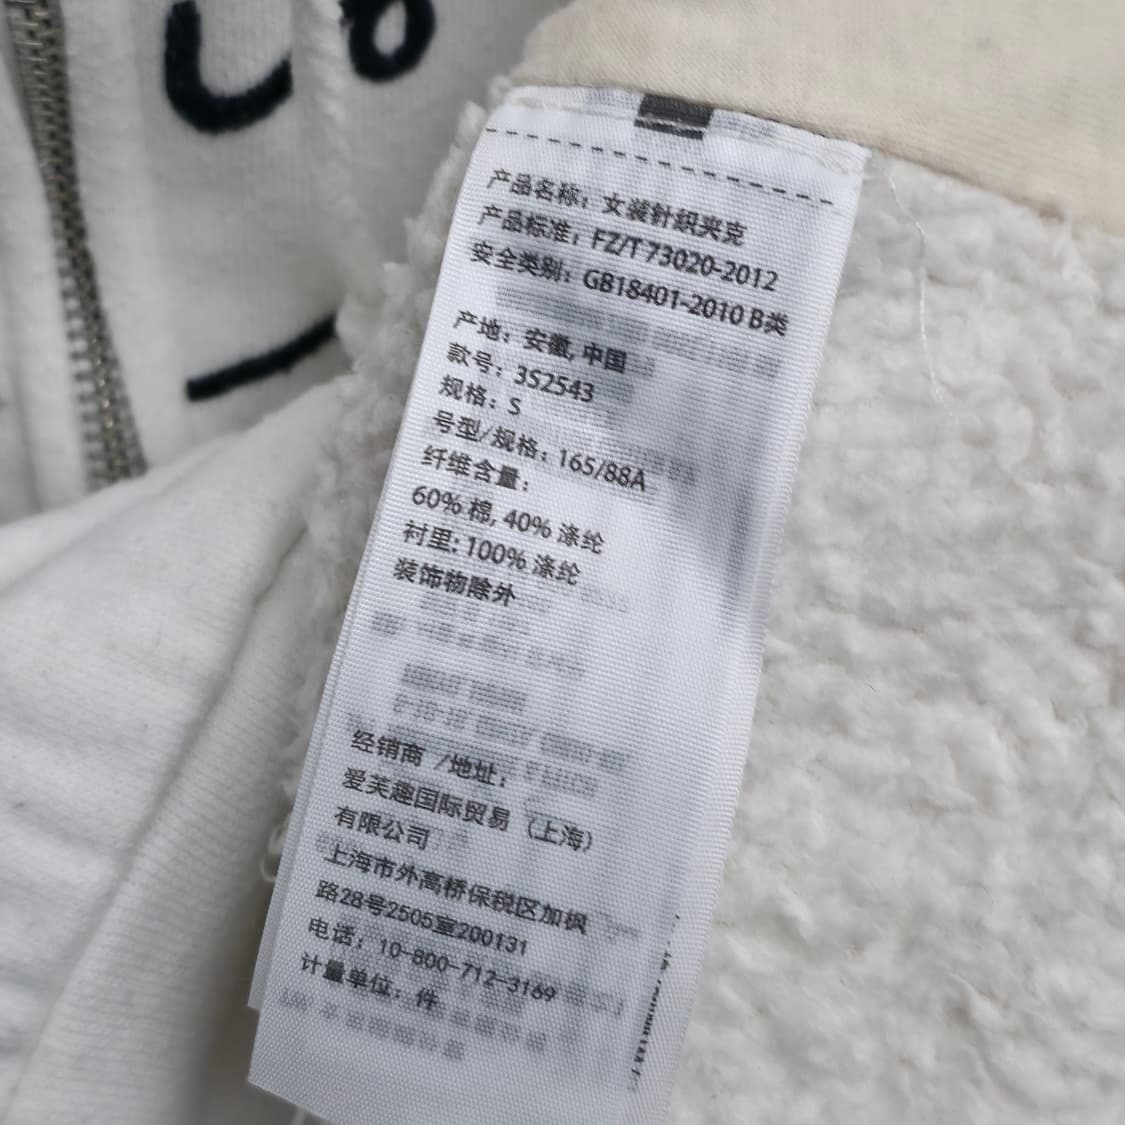 产品名称：女装针织夹克
产品标准：FZ/T 73020-2012
安全类别：GB18401-2010 B类
产地：安徽, 中国
款号：3S2543
规格：S
号型/规格：165/88A
纤维含量：
60% 棉, 40% 涤纶
衬里: 100% 涤纶
装饰物除外
经销商 /地址：
爱芙趣国际贸易（上海）
有限公司
上海市外高桥保税区加枫
路28号2505室200131
电话：10-800-712-3169
计量单位：件